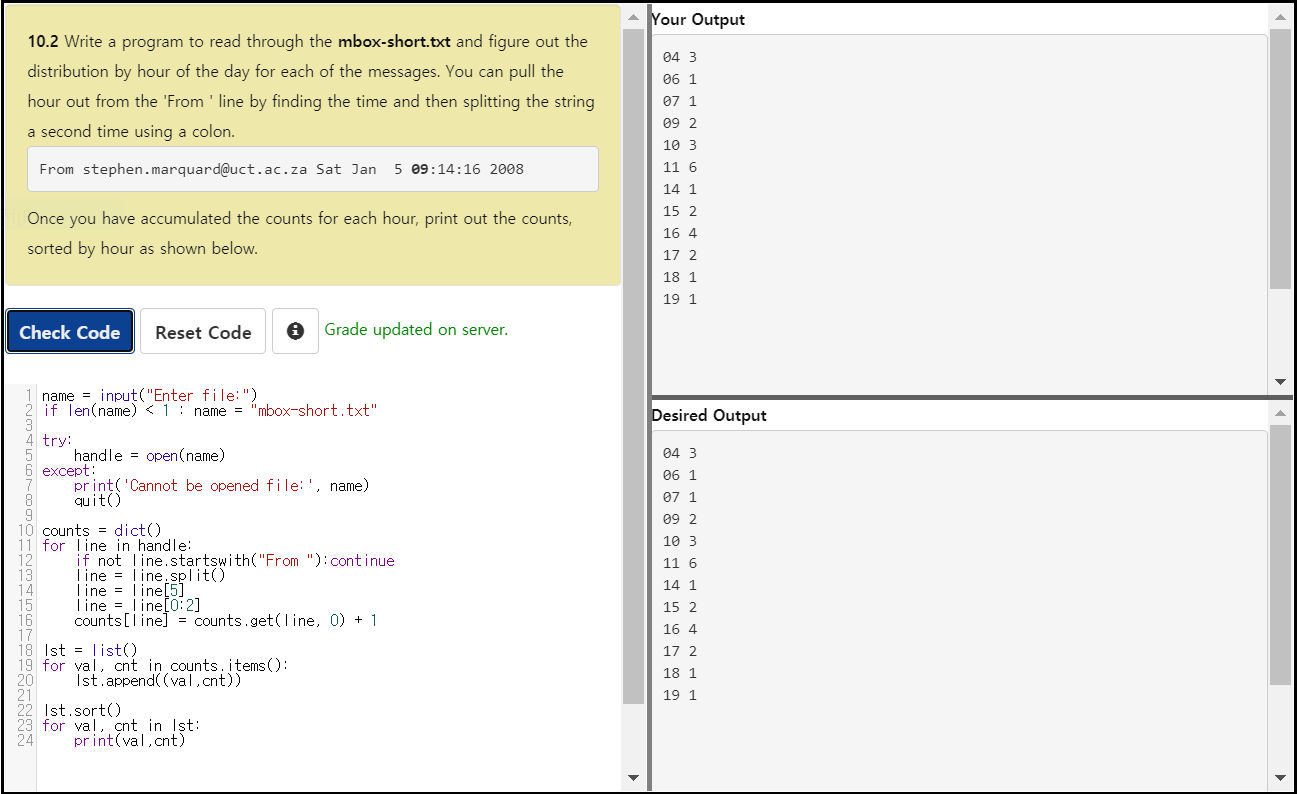 10.2 Write a program to read through the mbox-short.txt and figure out the
distribution by hour of the day for each of the messages. You can pull the
hour out from the 'From ' line by finding the time and then splitting the string
a second time using a colon.
From stephen.marquard@uct.ac.za Sat Jan  5 09:14:16 2008
Once you have accumulated the counts for each hour, print out the counts,
sorted by hour as shown below.
Check Code
Reset Code
Grade updated on server.
1 name = input("Enter file:")
2 if len(name) < 1 : name = "mbox-short.txt"
3
4 try:
5     handle = open(name)
6 except:
7     print('Cannot be opened file:', name)
8     quit()
9
10 counts = dict()
11 for line in handle:
12     if not line.startswith("From "):continue
13     line = line.split()
14     line = line[5]
15     line = line[0:2]
16     counts[line] = counts.get(line, 0) + 1
17
18 lst = list()
19 for val, cnt in counts.items():
20     lst.append((val,cnt))
21
22 lst.sort()
23 for val, cnt in lst:
24     print(val,cnt)
Your Output
04 3
06 1
07 1
09 2
10 3
11 6
14 1
15 2
16 4
17 2
18 1
19 1
Desired Output
04 3
06 1
07 1
09 2
10 3
11 6
14 1
15 2
16 4
17 2
18 1
19 1